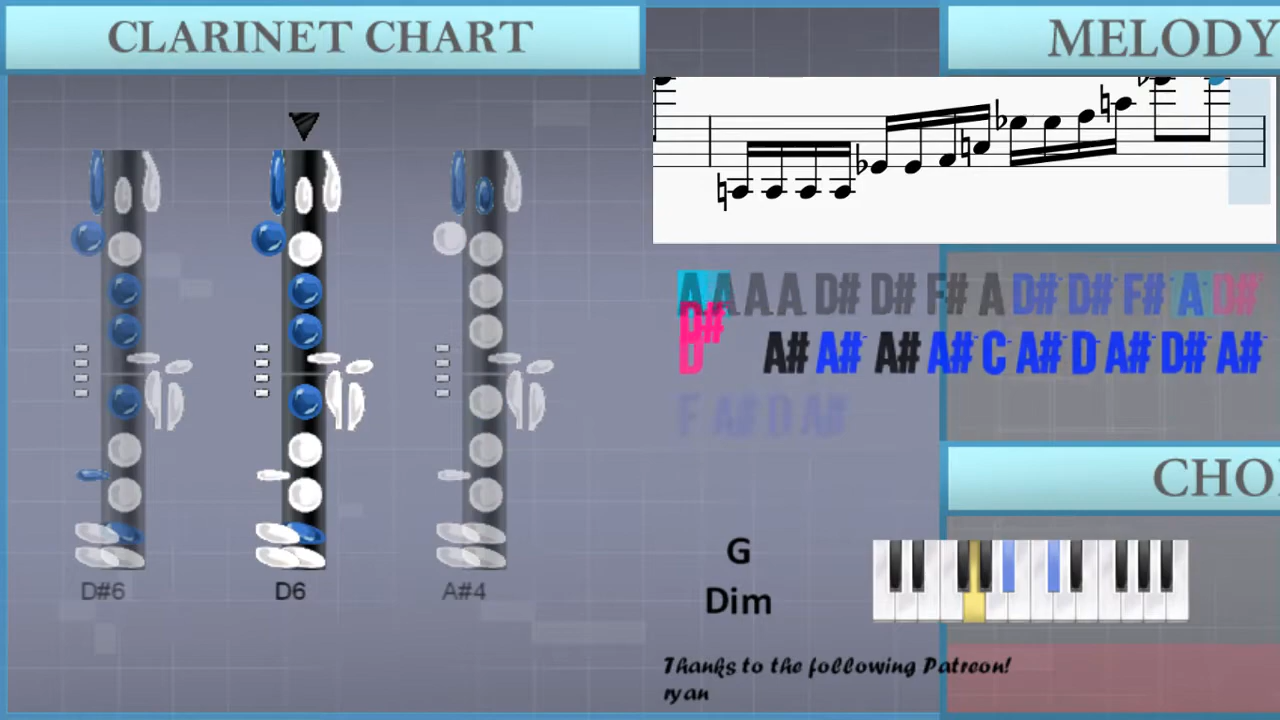 CLARINET CHART
MELODY
A A A A D# D# F# A D# D# F# A D#
D#
D A# A# A# A# C A# D A# D# A#
F A# D A#
CHO
G
Dim
D#6 D6 A#4
Thanks to the following Patreon!
ryan